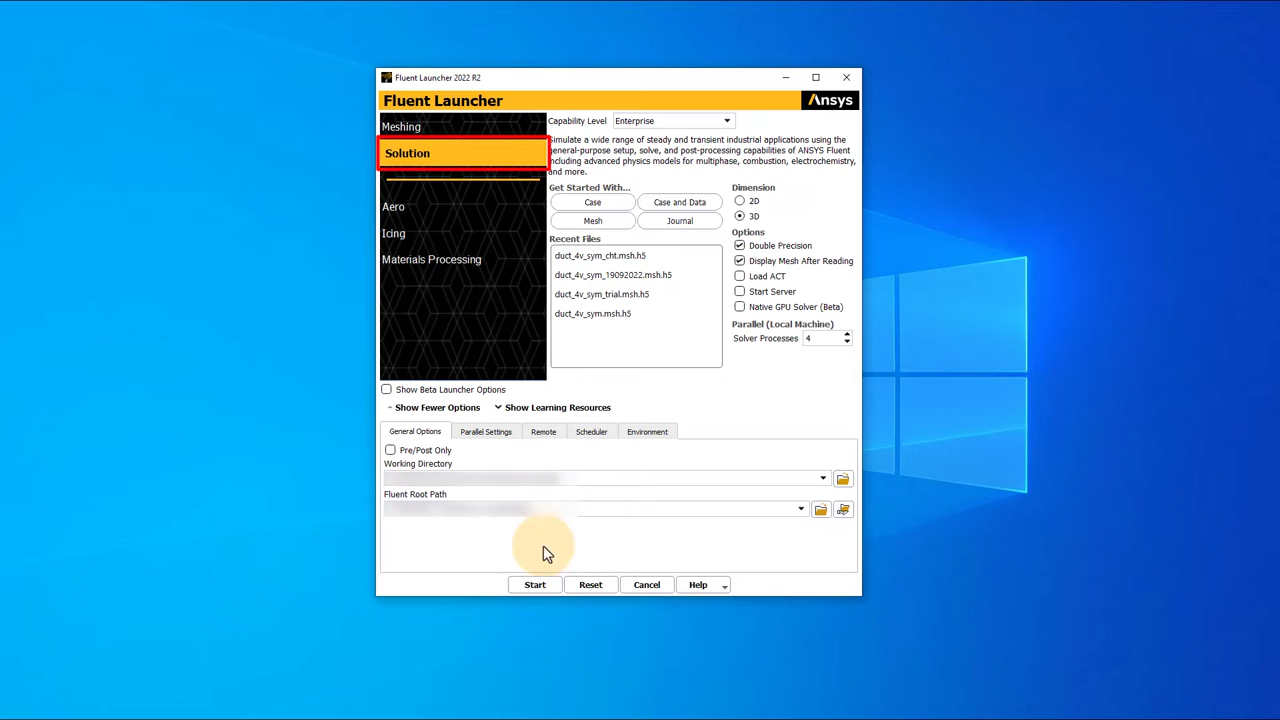 Fluent Launcher 2022 R2
Fluent Launcher
Ansys
Meshing
Solution
Aero
Icing
Materials Processing
Capability Level Enterprise
Simulate a wide range of steady and transient industrial applications using the
general-purpose setup, solve, and post-processing capabilities of ANSYS Fluent
including advanced physics models for multiphase, combustion, electrochemistry,
and more.
Get Started With...
Case Case and Data
Mesh Journal
Recent Files
duct_4v_sym_cht.msh.h5
duct_4v_sym_19092022.msh.h5
duct_4v_sym_trial.msh.h5
duct_4v_sym.msh.h5
Dimension
2D
3D
Options
Double Precision
Display Mesh After Reading
Load ACT
Start Server
Native GPU Solver (Beta)
Parallel (Local Machine)
Solver Processes 4
Show Beta Launcher Options
Show Fewer Options Show Learning Resources
General Options Parallel Settings Remote Scheduler Environment
Pre/Post Only
Working Directory
Fluent Root Path
Start Reset Cancel Help